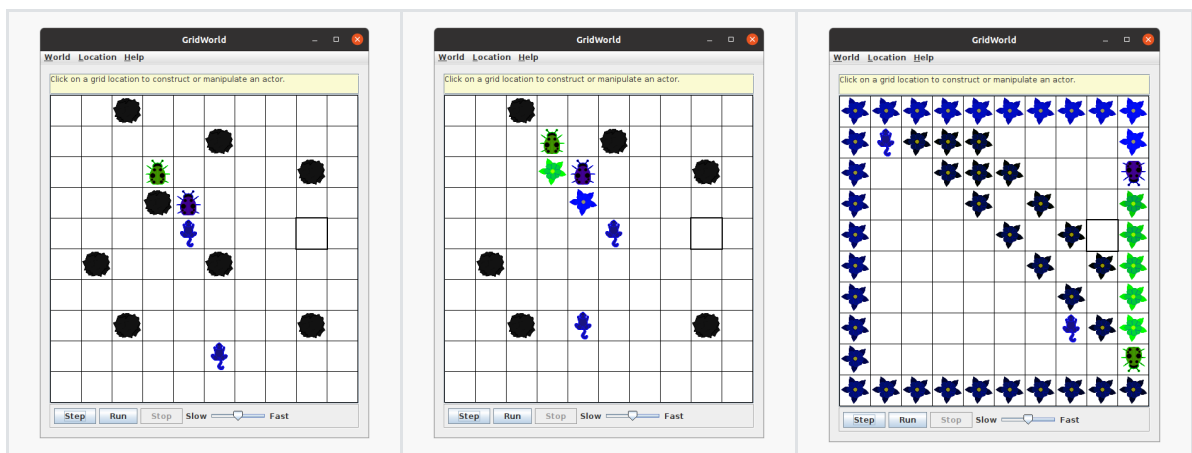 GridWorld
World Location Help
Click on a grid location to construct or manipulate an actor.
Step Run Stop Slow Fast
GridWorld
World Location Help
Click on a grid location to construct or manipulate an actor.
Step Run Stop Slow Fast
GridWorld
World Location Help
Click on a grid location to construct or manipulate an actor.
Step Run Stop Slow Fast